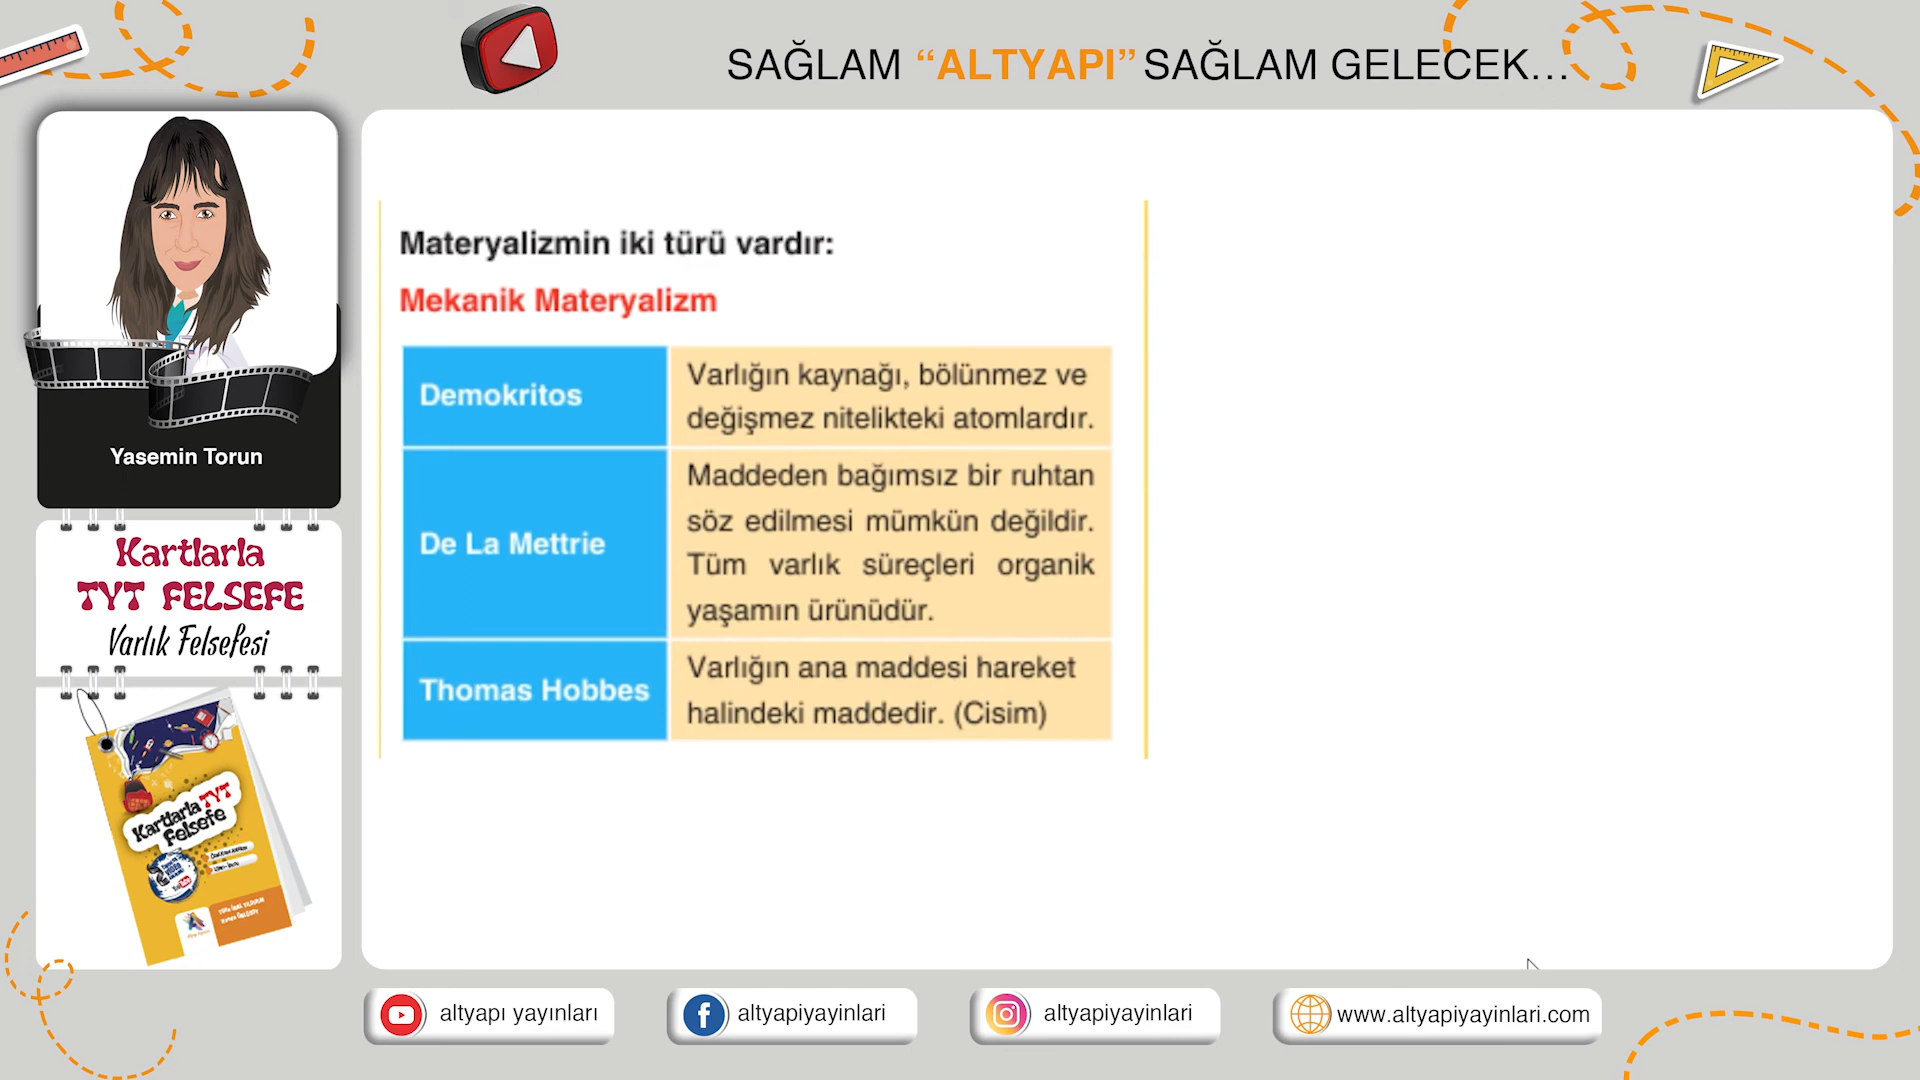 SAĞLAM “ALTYAPI” SAĞLAM GELECEK...
Yasemin Torun
Kartlarla
TYT FELSEFE
Varlık Felsefesi
Kartlarla TYT
Felsefe
Materyalizmin iki türü vardır:
Mekanik Materyalizm
Demokritos
Varlığın kaynağı, bölünmez ve
değişmez nitelikteki atomlardır.
De La Mettrie
Maddeden bağımsız bir ruhtan
söz edilmesi mümkün değildir.
Tüm varlık süreçleri organik
yaşamın ürünüdür.
Thomas Hobbes
Varlığın ana maddesi hareket
halindeki maddedir. (Cisim)
altyapı yayınları
altyapiyayinlari
altyapiyayinlari
www.altyapiyayinlari.com